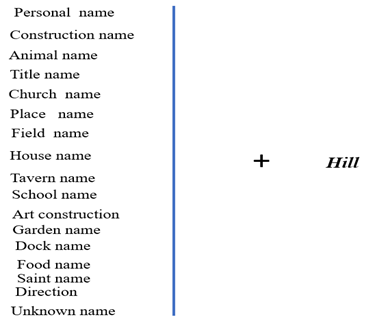 Personal name
Construction name
Animal name
Title name
Church name
Place name
Field name
House name
+ Hill
Tavern name
School name
Art construction
Garden name
Dock name
Food name
Saint name
Direction
Unknown name